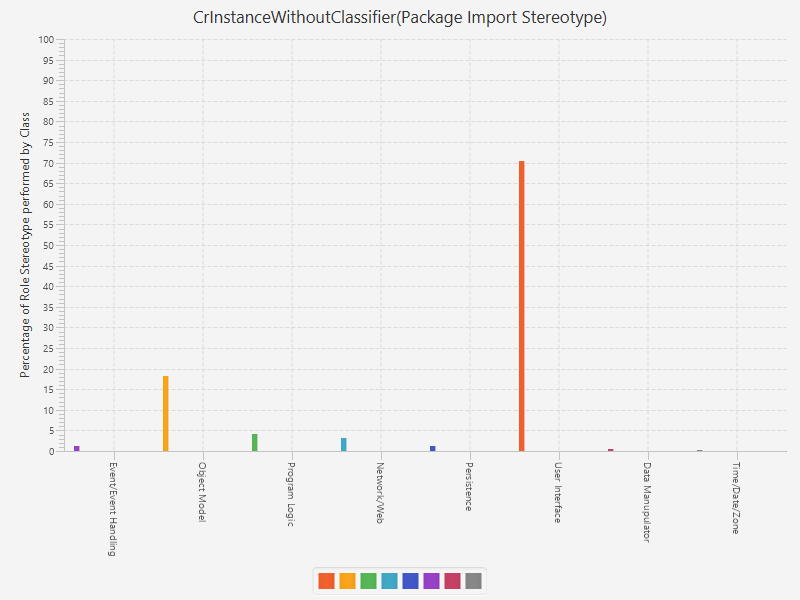 CrInstanceWithoutClassifier(Package Import Stereotype)
Percentage of Role Stereotype performed by Class
100
95
90
85
80
75
70
65
60
55
50
45
40
35
30
25
20
15
10
5
0
Event/Event Handling
Object Model
Program Logic
Network/Web
Persistence
User Interface
Data Manupulator
Time/Date/Zone